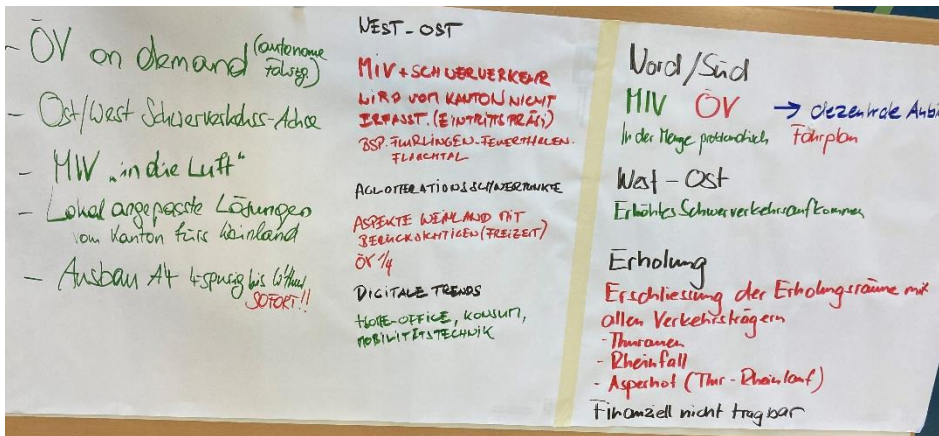 - ÖV on demand (autonome Fahrzg)
- Ost/West Schwerverkehrs-Achse
- MIV "in die Luft"
- Lokal angepasste Lösungen
vom Kanton fürs Weinland
- Ausbau A4 4-spurig bis W'thur
SOFORT!!
WEST-OST
MIV + SCHWERVERKEHR
WIRD VOM KANTON NICHT
ERFASST. (EINTRITTSPRÄSI)
BSP. FLURLINGEN-FEUERTHALEN-
FLAACHTAL
AGLOMERATIONSSCHWERPUNKTE
ASPEKTE WEINLAND MIT
BERÜCKSICHTIGEN (FREIZEIT)
ÖV 1/4
DIGITALE TRENDS
HOME-OFFICE, KONSUM,
MOBILITÄTSTECHNIK
Nord/Süd
MIV ÖV → dezentrale
In der Menge problematisch Fahrplan
West-Ost
Erhöhtes Schwerverkehrsaufkommen
Erholung
Erschliessung der Erholungsräume mit
allen Verkehrsträgern
- Thurauen
- Rheinfall
- Asperhof (Thur-Rheinlauf)
Finanziell nicht tragbar